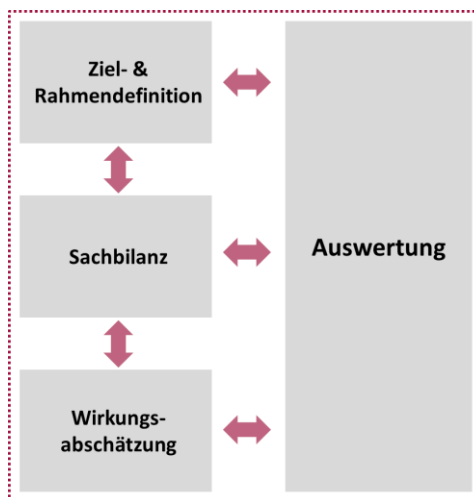 Ziel- &
Rahmendefinition
Sachbilanz
Auswertung
Wirkungs-
abschätzung